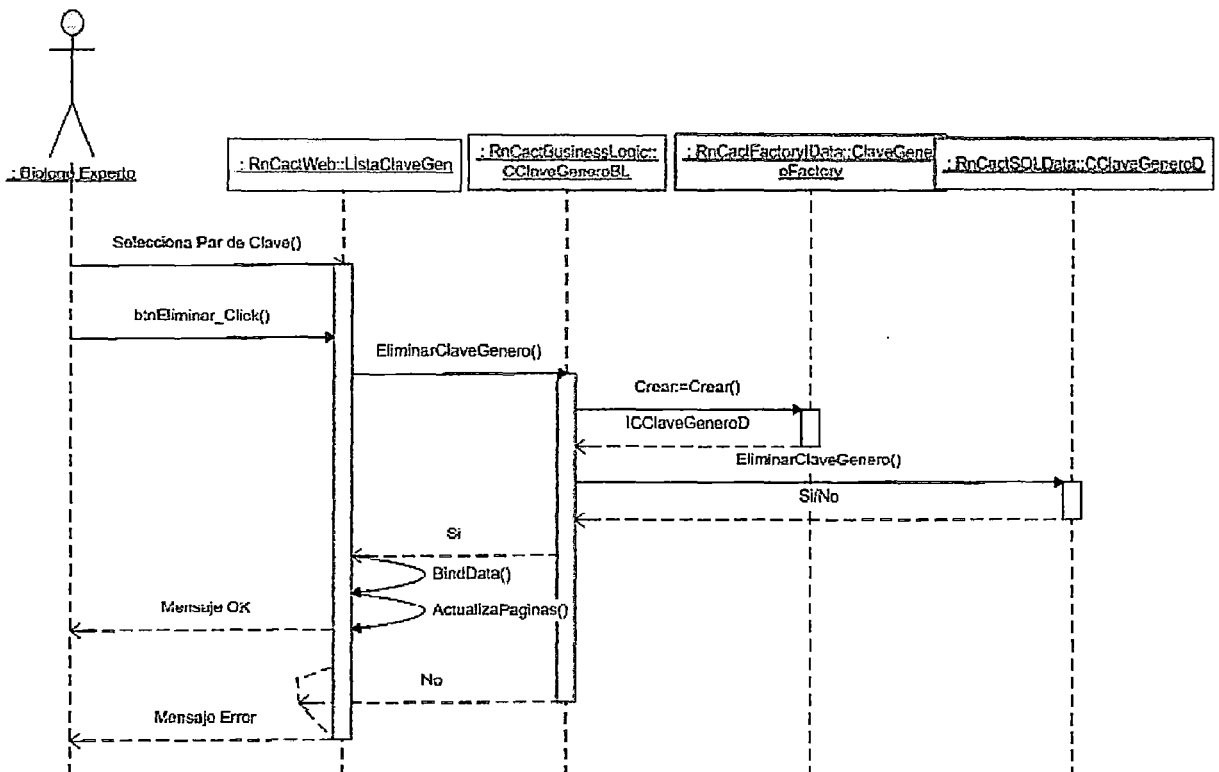 : Biologo Experto
: RnCactWeb::ListaClaveGen
: RnCactBusinessLogic::
CClaveGeneroBL
: RnCactFactoryIData::ClaveGene
oFactory
: RnCactSQLData::CClaveGeneroD
Selecciona Par de Clave()
btnEliminar_Click()
EliminarClaveGenero()
Crear:=Crear()
ICClaveGeneroD
EliminarClaveGenero()
Si/No
Si
BindData()
Mensaje OK
ActualizaPaginas()
No
Mensaje Error